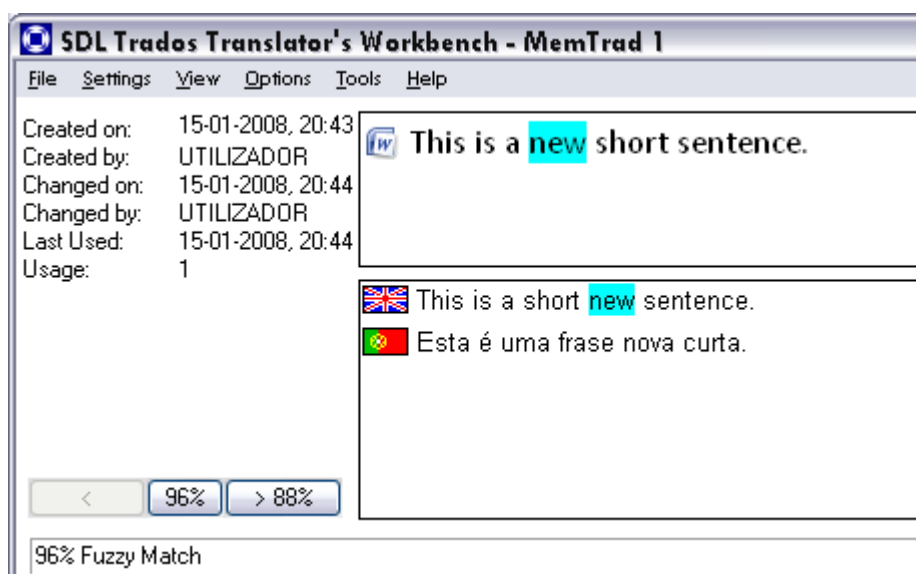 SDL Trados Translator's Workbench - MemTrad 1
File Settings View Options Tools Help
Created on: 15-01-2008, 20:43
Created by: UTILIZADOR
Changed on: 15-01-2008, 20:44
Changed by: UTILIZADOR
Last Used: 15-01-2008, 20:44
Usage: 1
This is a new short sentence.
This is a short new sentence.
Esta é uma frase nova curta.
< 96% > 88%
96% Fuzzy Match